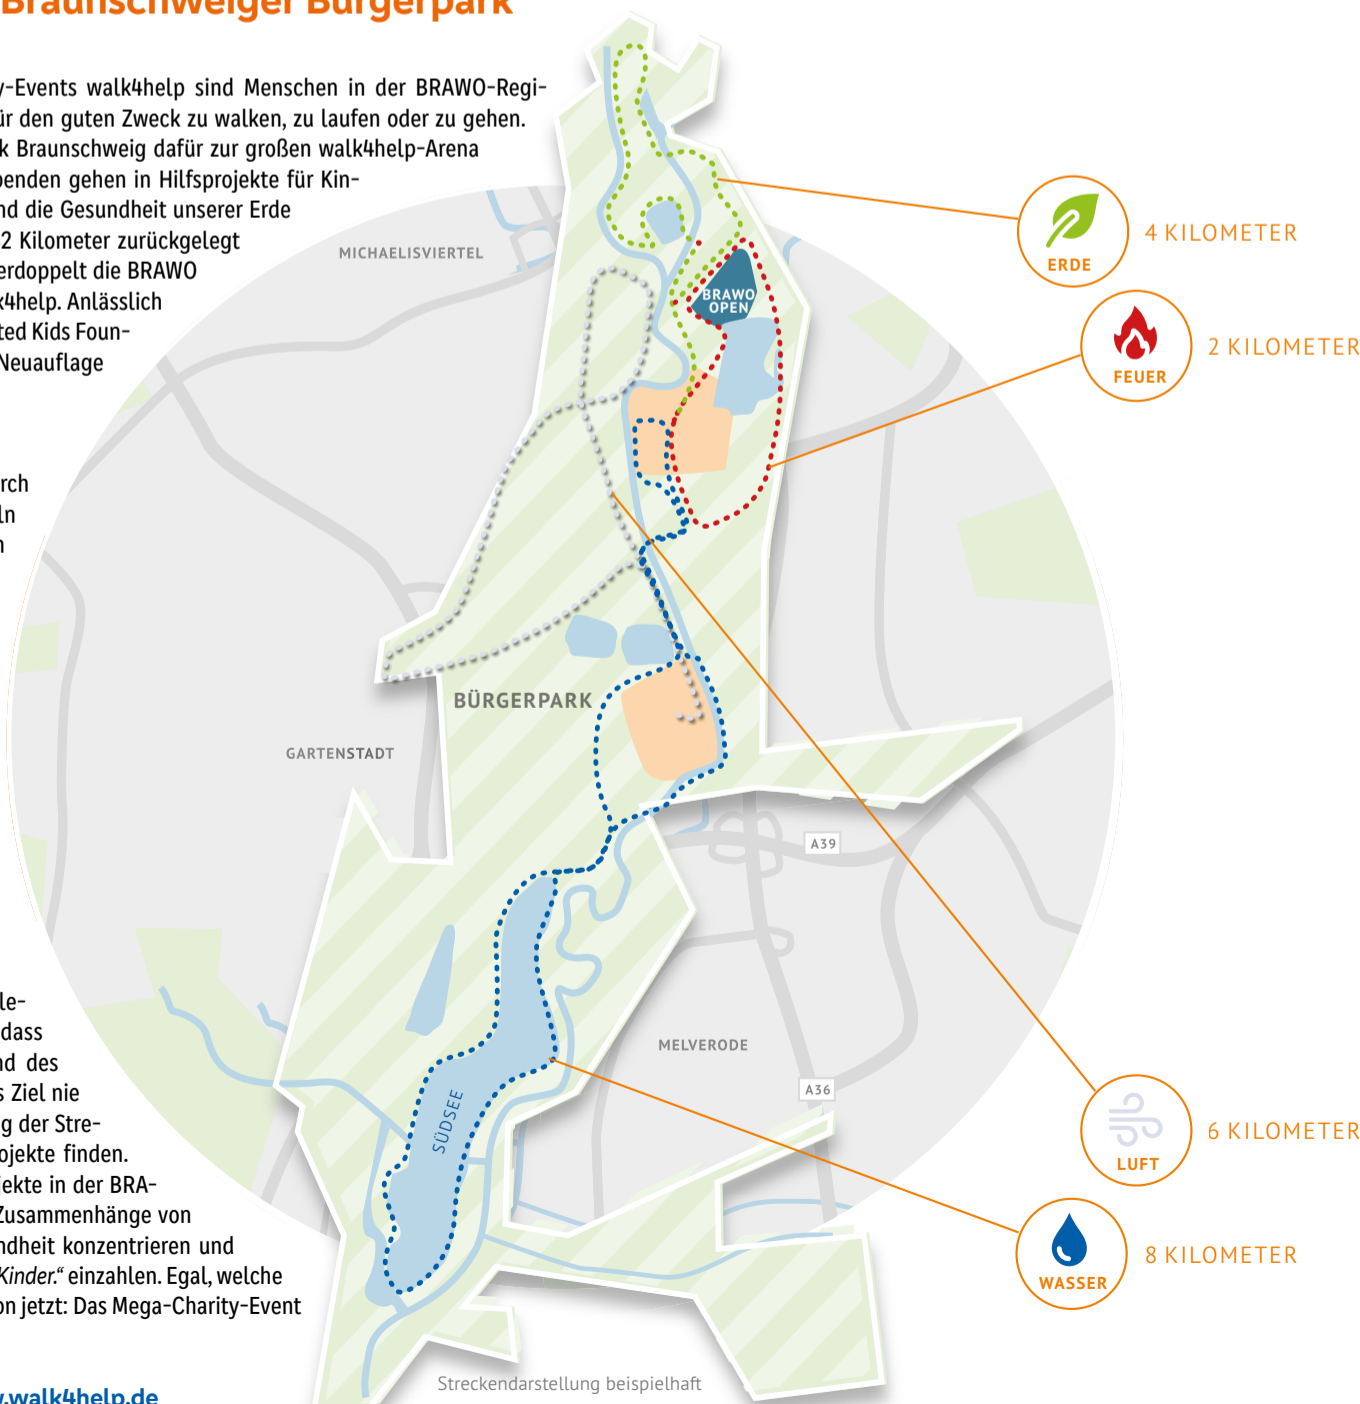 Braunschweiger Bürgerpark
y-Events walk4help sind Menschen in der BRAWO-Regi-
ür den guten Zweck zu walken, zu laufen oder zu gehen.
k Braunschweig dafür zur großen walk4help-Arena
penden gehen in Hilfsprojekte für Kin-
nd die Gesundheit unserer Erde
2 Kilometer zurückgelegt
erdoppelt die BRAWO
k4help. Anlässlich
ted Kids Foun-
Neuauflage
rch
ln
n
le-
dass
nd des
s Ziel nie
g der Stre-
ojekte finden.
jekte in der BRA-
Zusammenhänge von
ndheit konzentrieren und
Kinder.“ einzahlen. Egal, welche
on jetzt: Das Mega-Charity-Event
w.walk4help.de
MICHAELISVIERTEL
BRAWO
OPEN
BÜRGERPARK
GARTENSTADT
A39
MELVERODE
A36
SÜDSEE
ERDE
4 KILOMETER
FEUER
2 KILOMETER
LUFT
6 KILOMETER
WASSER
8 KILOMETER
Streckendarstellung beispielhaft